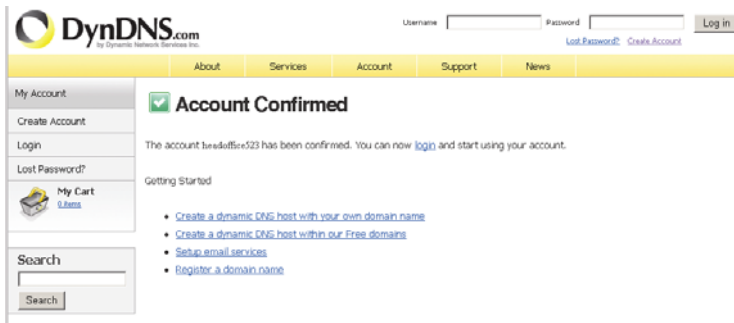 DynDNS.com
by Dynamic Network Services Inc.
Username Password Log in
Lost Password? Create Account
About Services Account Support News
My Account
Create Account
Login
Lost Password?
My Cart
0 items
Search
Search
Account Confirmed
The account headoffice523 has been confirmed. You can now login and start using your account.
Getting Started
Create a dynamic DNS host with your own domain name
Create a dynamic DNS host within our Free domains
Setup email services
Register a domain name